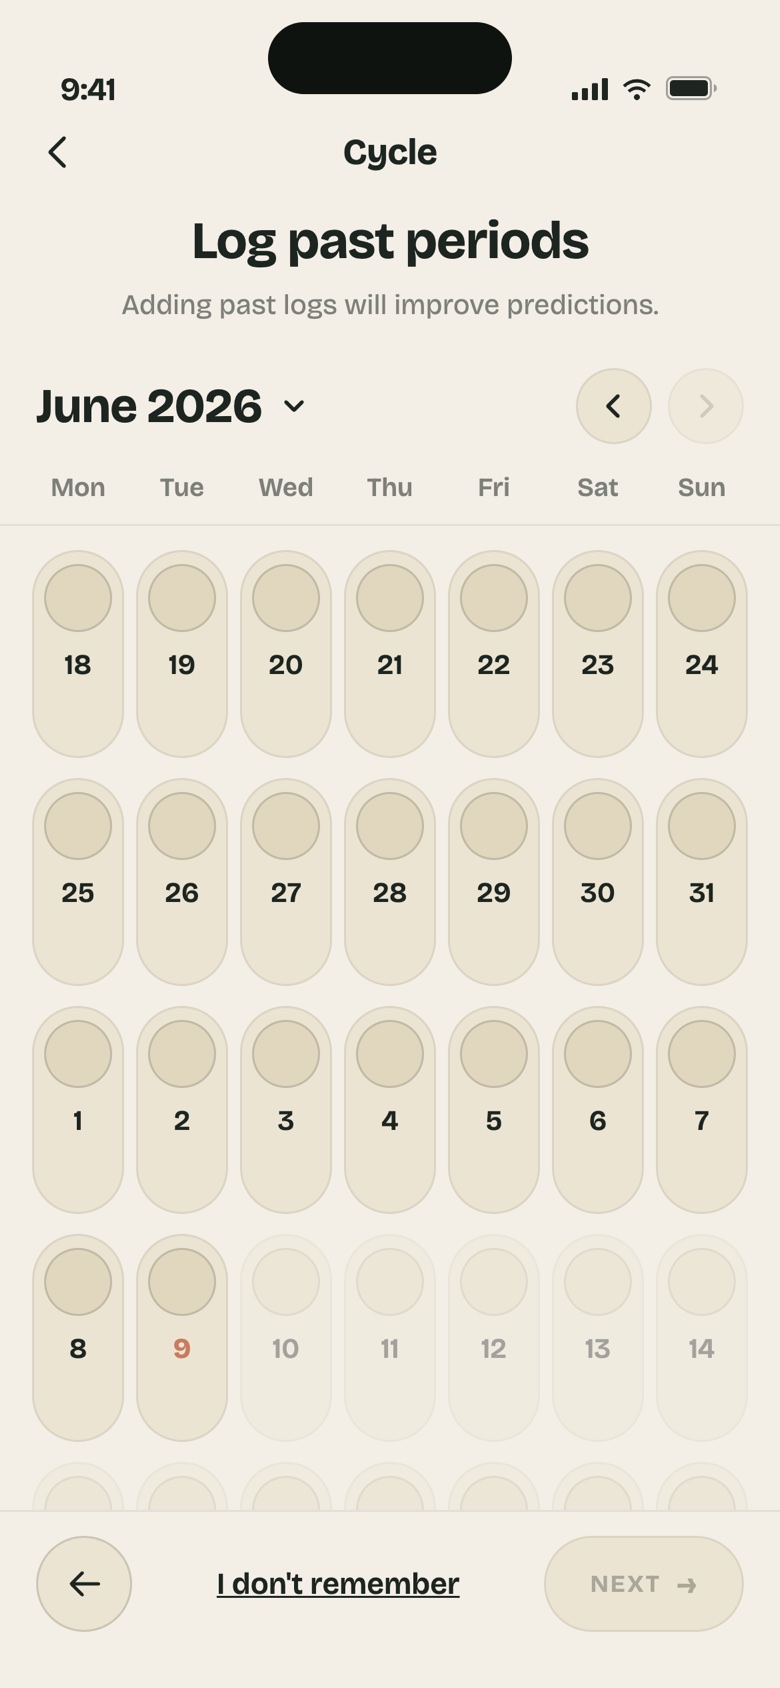 9:41
Cycle
Log past periods
Adding past logs will improve predictions.
June 2026
Mon Tue Wed Thu Fri Sat Sun
18 19 20 21 22 23 24
25 26 27 28 29 30 31
1 2 3 4 5 6 7
8 9 10 11 12 13 14
I don't remember
NEXT →